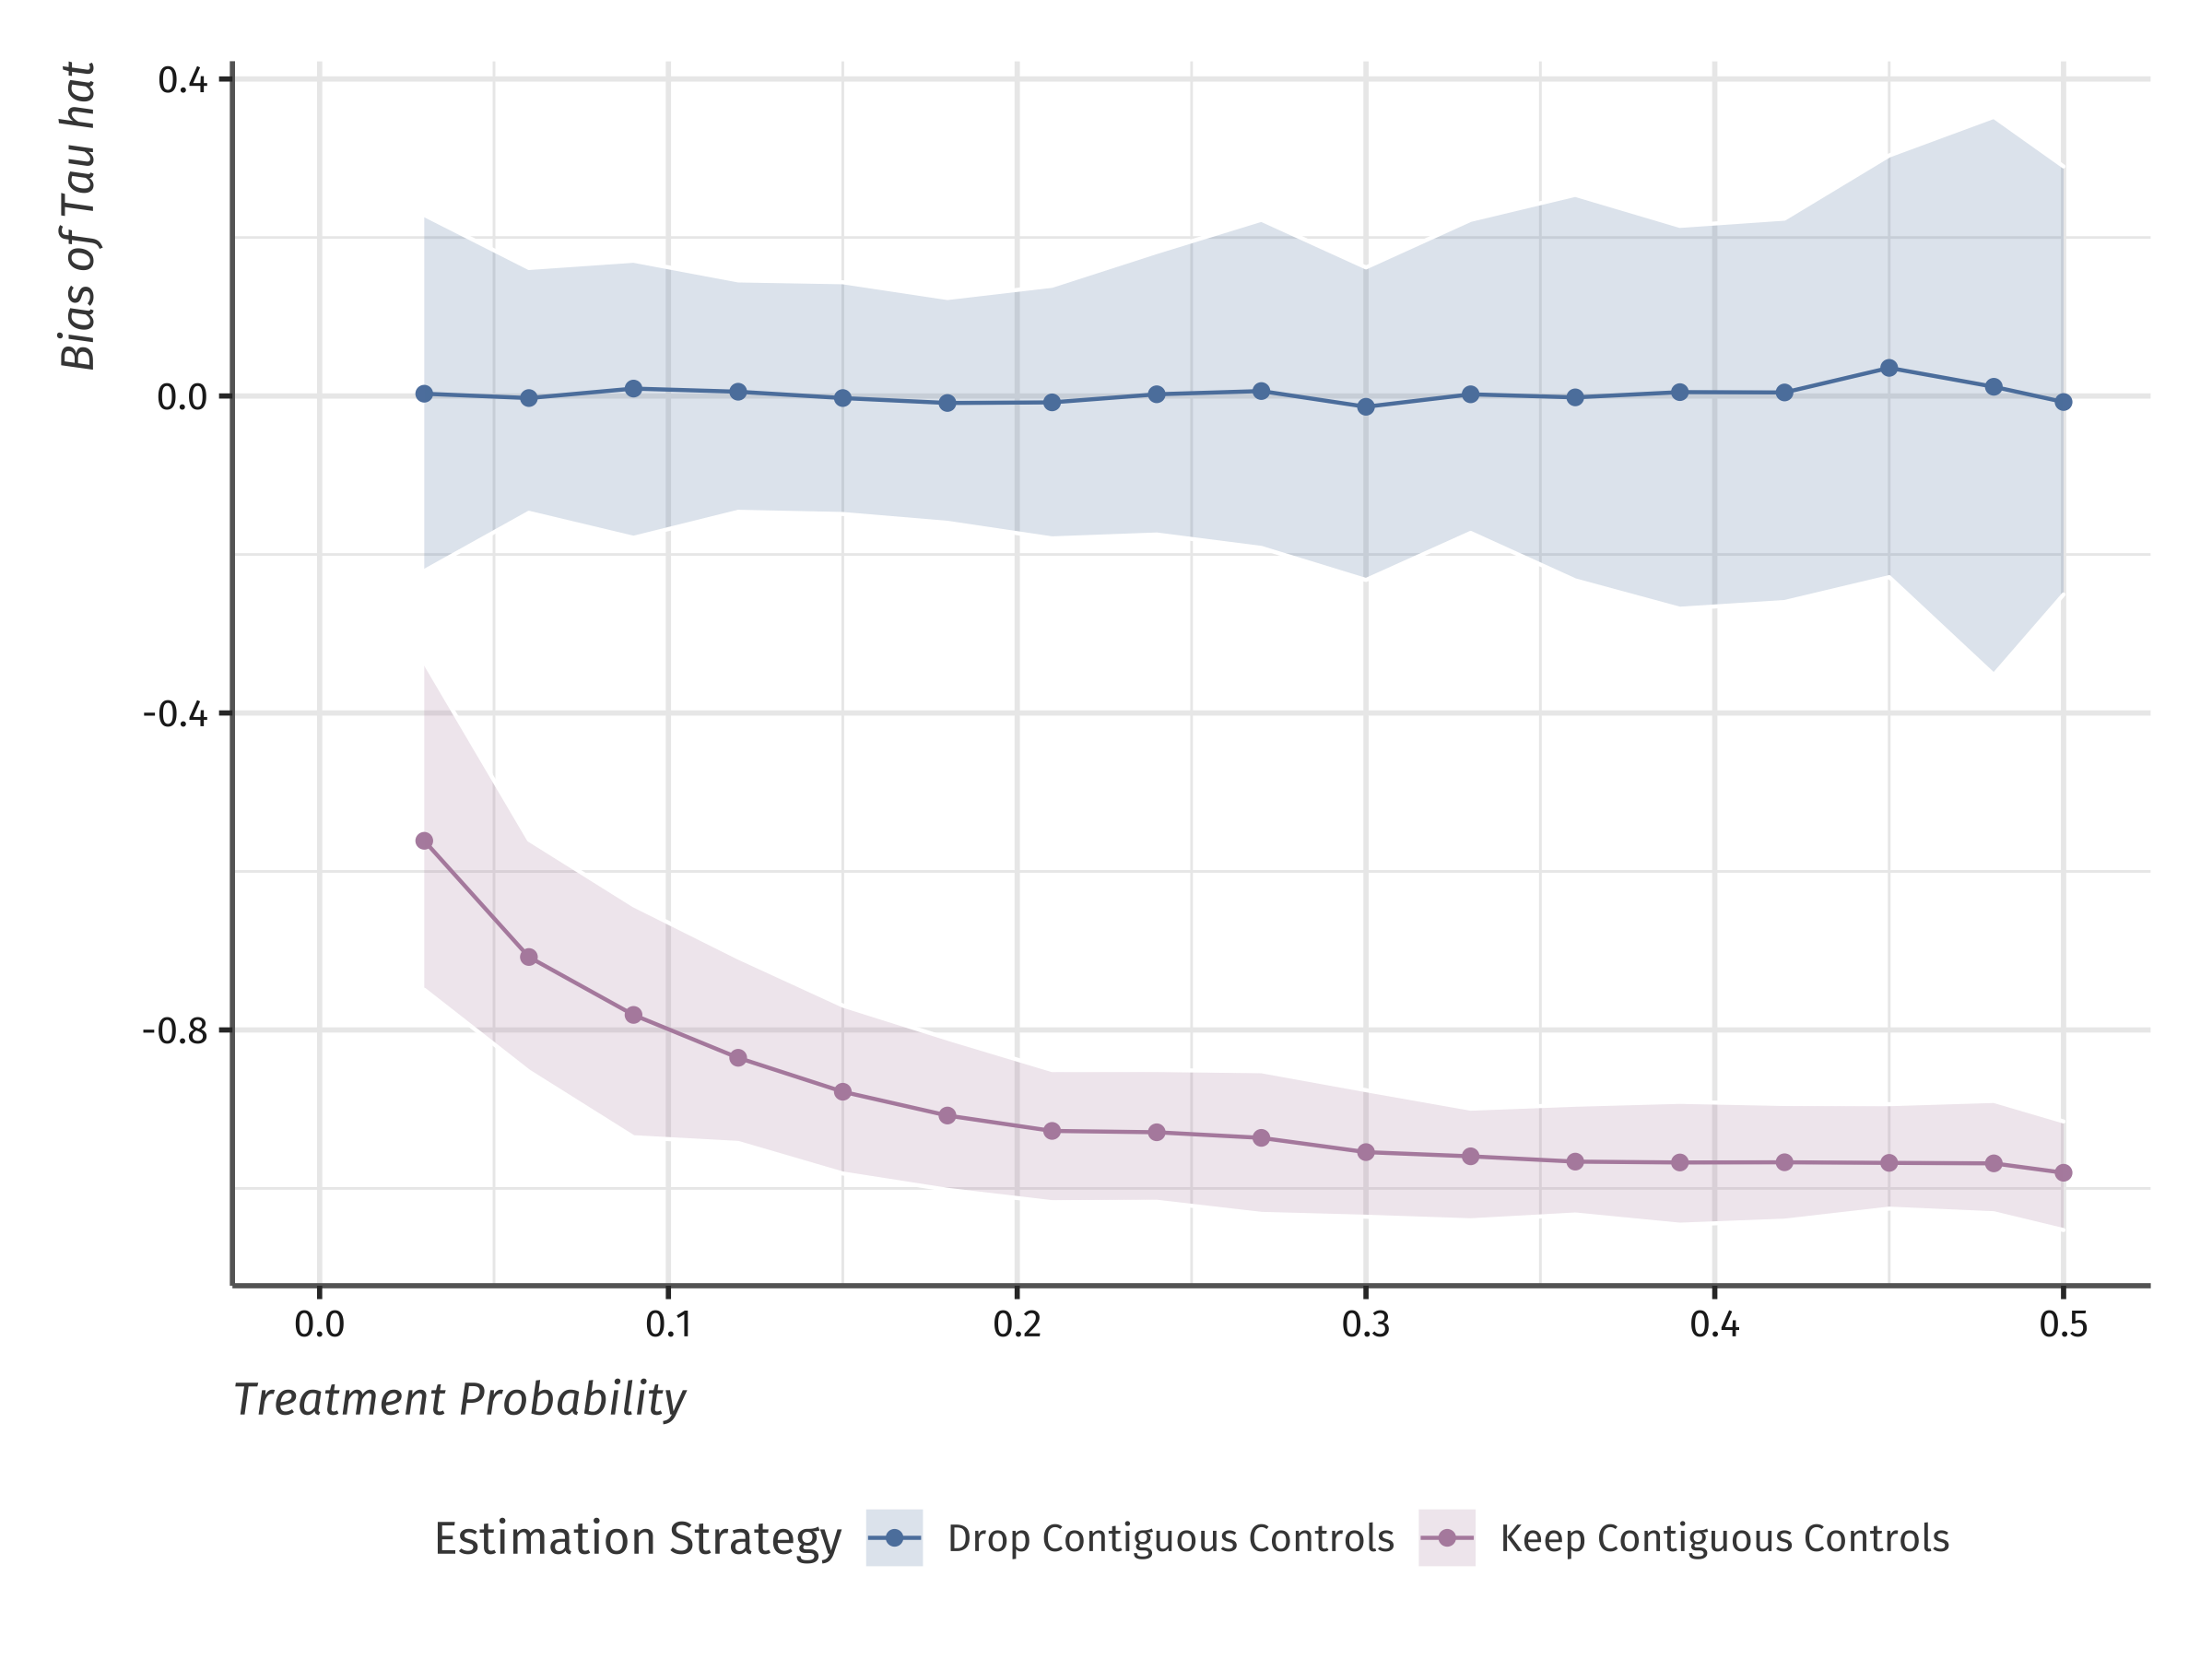 Bias of Tau hat
0.4
0.0
-0.4
-0.8
0.0 0.1 0.2 0.3 0.4 0.5
Treatment Probability
Estimation Strategy Drop Contiguous Controls Keep Contiguous Controls